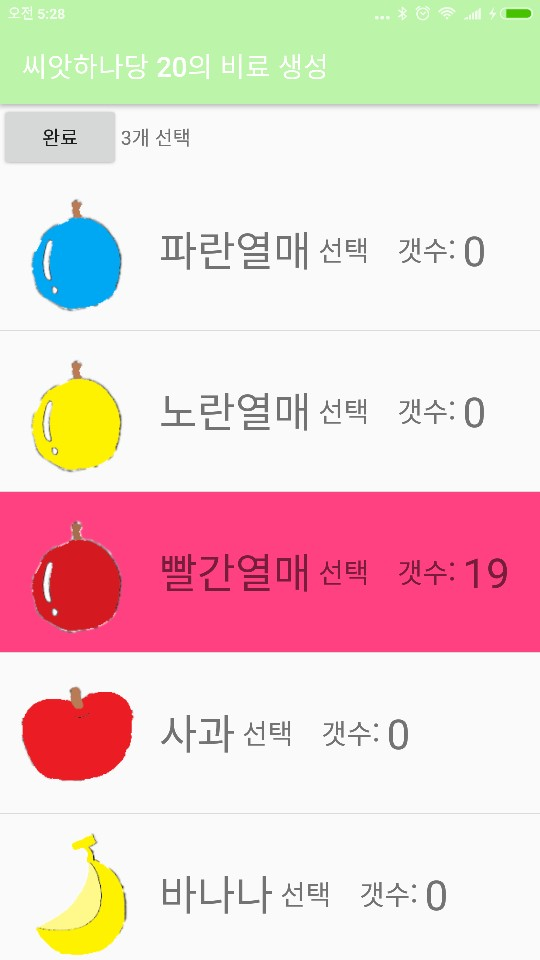 오전 5:28
씨앗하나당 20의 비료 생성
완료 3개 선택
파란열매 선택 갯수: 0
노란열매 선택 갯수: 0
빨간열매 선택 갯수: 19
사과 선택 갯수: 0
바나나 선택 갯수: 0